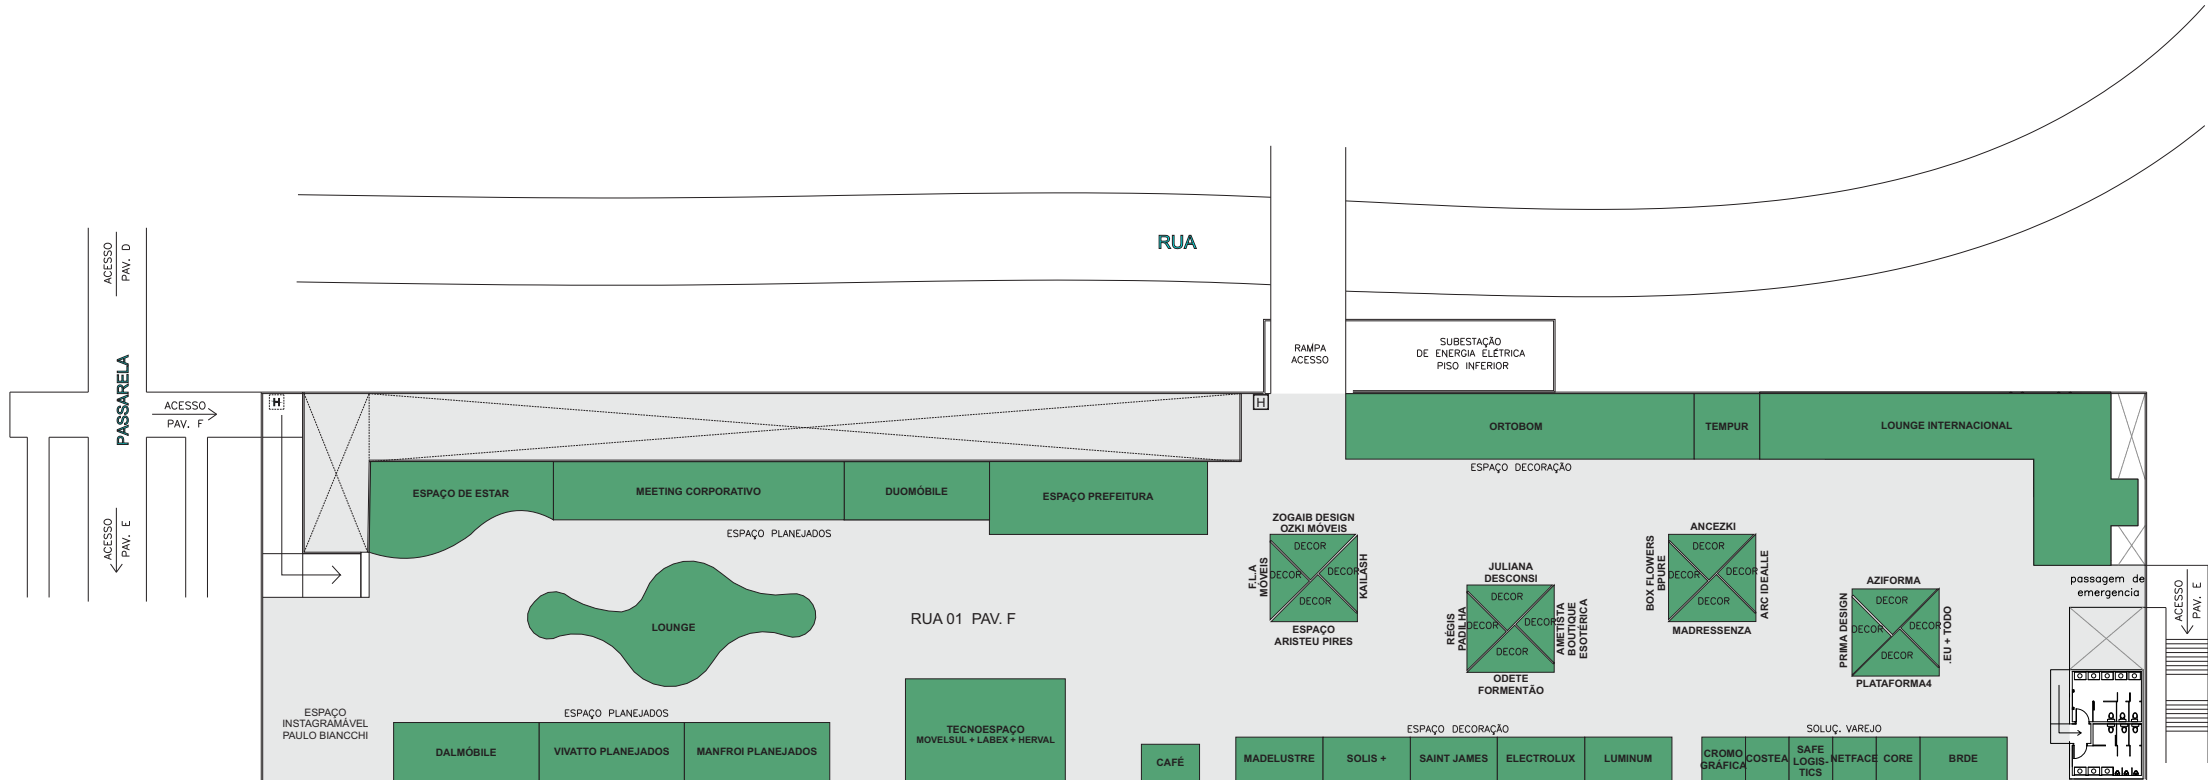 RUA
ACESSO
PAV. D
PASSARELA
ACESSO
PAV. F
ACESSO
PAV. E
H
RAMPA
ACESSO
SUBESTAÇÃO
DE ENERGIA ELÉTRICA
PISO INFERIOR
H
ORTOBOM
TEMPUR
LOUNGE INTERNACIONAL
ESPAÇO DECORAÇÃO
ESPAÇO DE ESTAR
MEETING CORPORATIVO
DUOMÓBILE
ESPAÇO PREFEITURA
ESPAÇO PLANEJADOS
ZOGAIB DESIGN
OZKI MÓVEIS
F.L.A
MÓVEIS
DECOR
DECOR
DECOR
DECOR
KAILASH
ESPAÇO
ARISTEU PIRES
JULIANA
DESCONSI
RÉGIS
PADILHA
DECOR
DECOR
DECOR
DECOR
AMETISTA
BOUTIQUE
ESOTÉRICA
ODETE
FORMENTÃO
ANCEZKI
BOX FLOWERS
BPURE
DECOR
DECOR
DECOR
DECOR
ARC IDEALLE
MADRESSENZA
AZIFORMA
PRIMA DESIGN
DECOR
DECOR
DECOR
DECOR
.EU + TODO
PLATAFORMA4
passagem de
emergencia
ACESSO
PAV. E
LOUNGE
RUA 01 PAV. F
ESPAÇO
INSTAGRAMÁVEL
PAULO BIANCCHI
ESPAÇO PLANEJADOS
DALMÓBILE
VIVATTO PLANEJADOS
MANFROI PLANEJADOS
TECNOESPAÇO
MOVELSUL + LABEX + HERVAL
CAFÉ
ESPAÇO DECORAÇÃO
MADELUSTRE
SOLIS +
SAINT JAMES
ELECTROLUX
LUMINUM
SOLUÇ. VAREJO
CROMO
GRÁFICA
COSTEA
SAFE
LOGIS-
TICS
NETFACE
CORE
BRDE